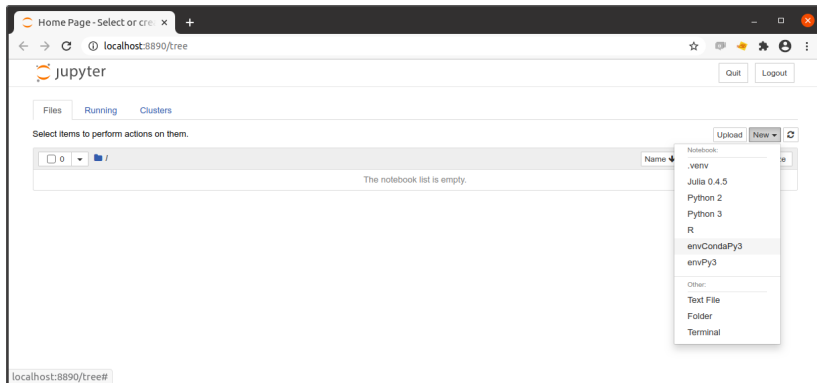 Home Page - Select or cre
localhost:8890/tree
jupyter
Quit
Logout
Files
Running
Clusters
Select items to perform actions on them.
Upload
New
0
/
Name
The notebook list is empty.
Notebook:
.venv
Julia 0.4.5
Python 2
Python 3
R
envCondaPy3
envPy3
Other:
Text File
Folder
Terminal
localhost:8890/tree#